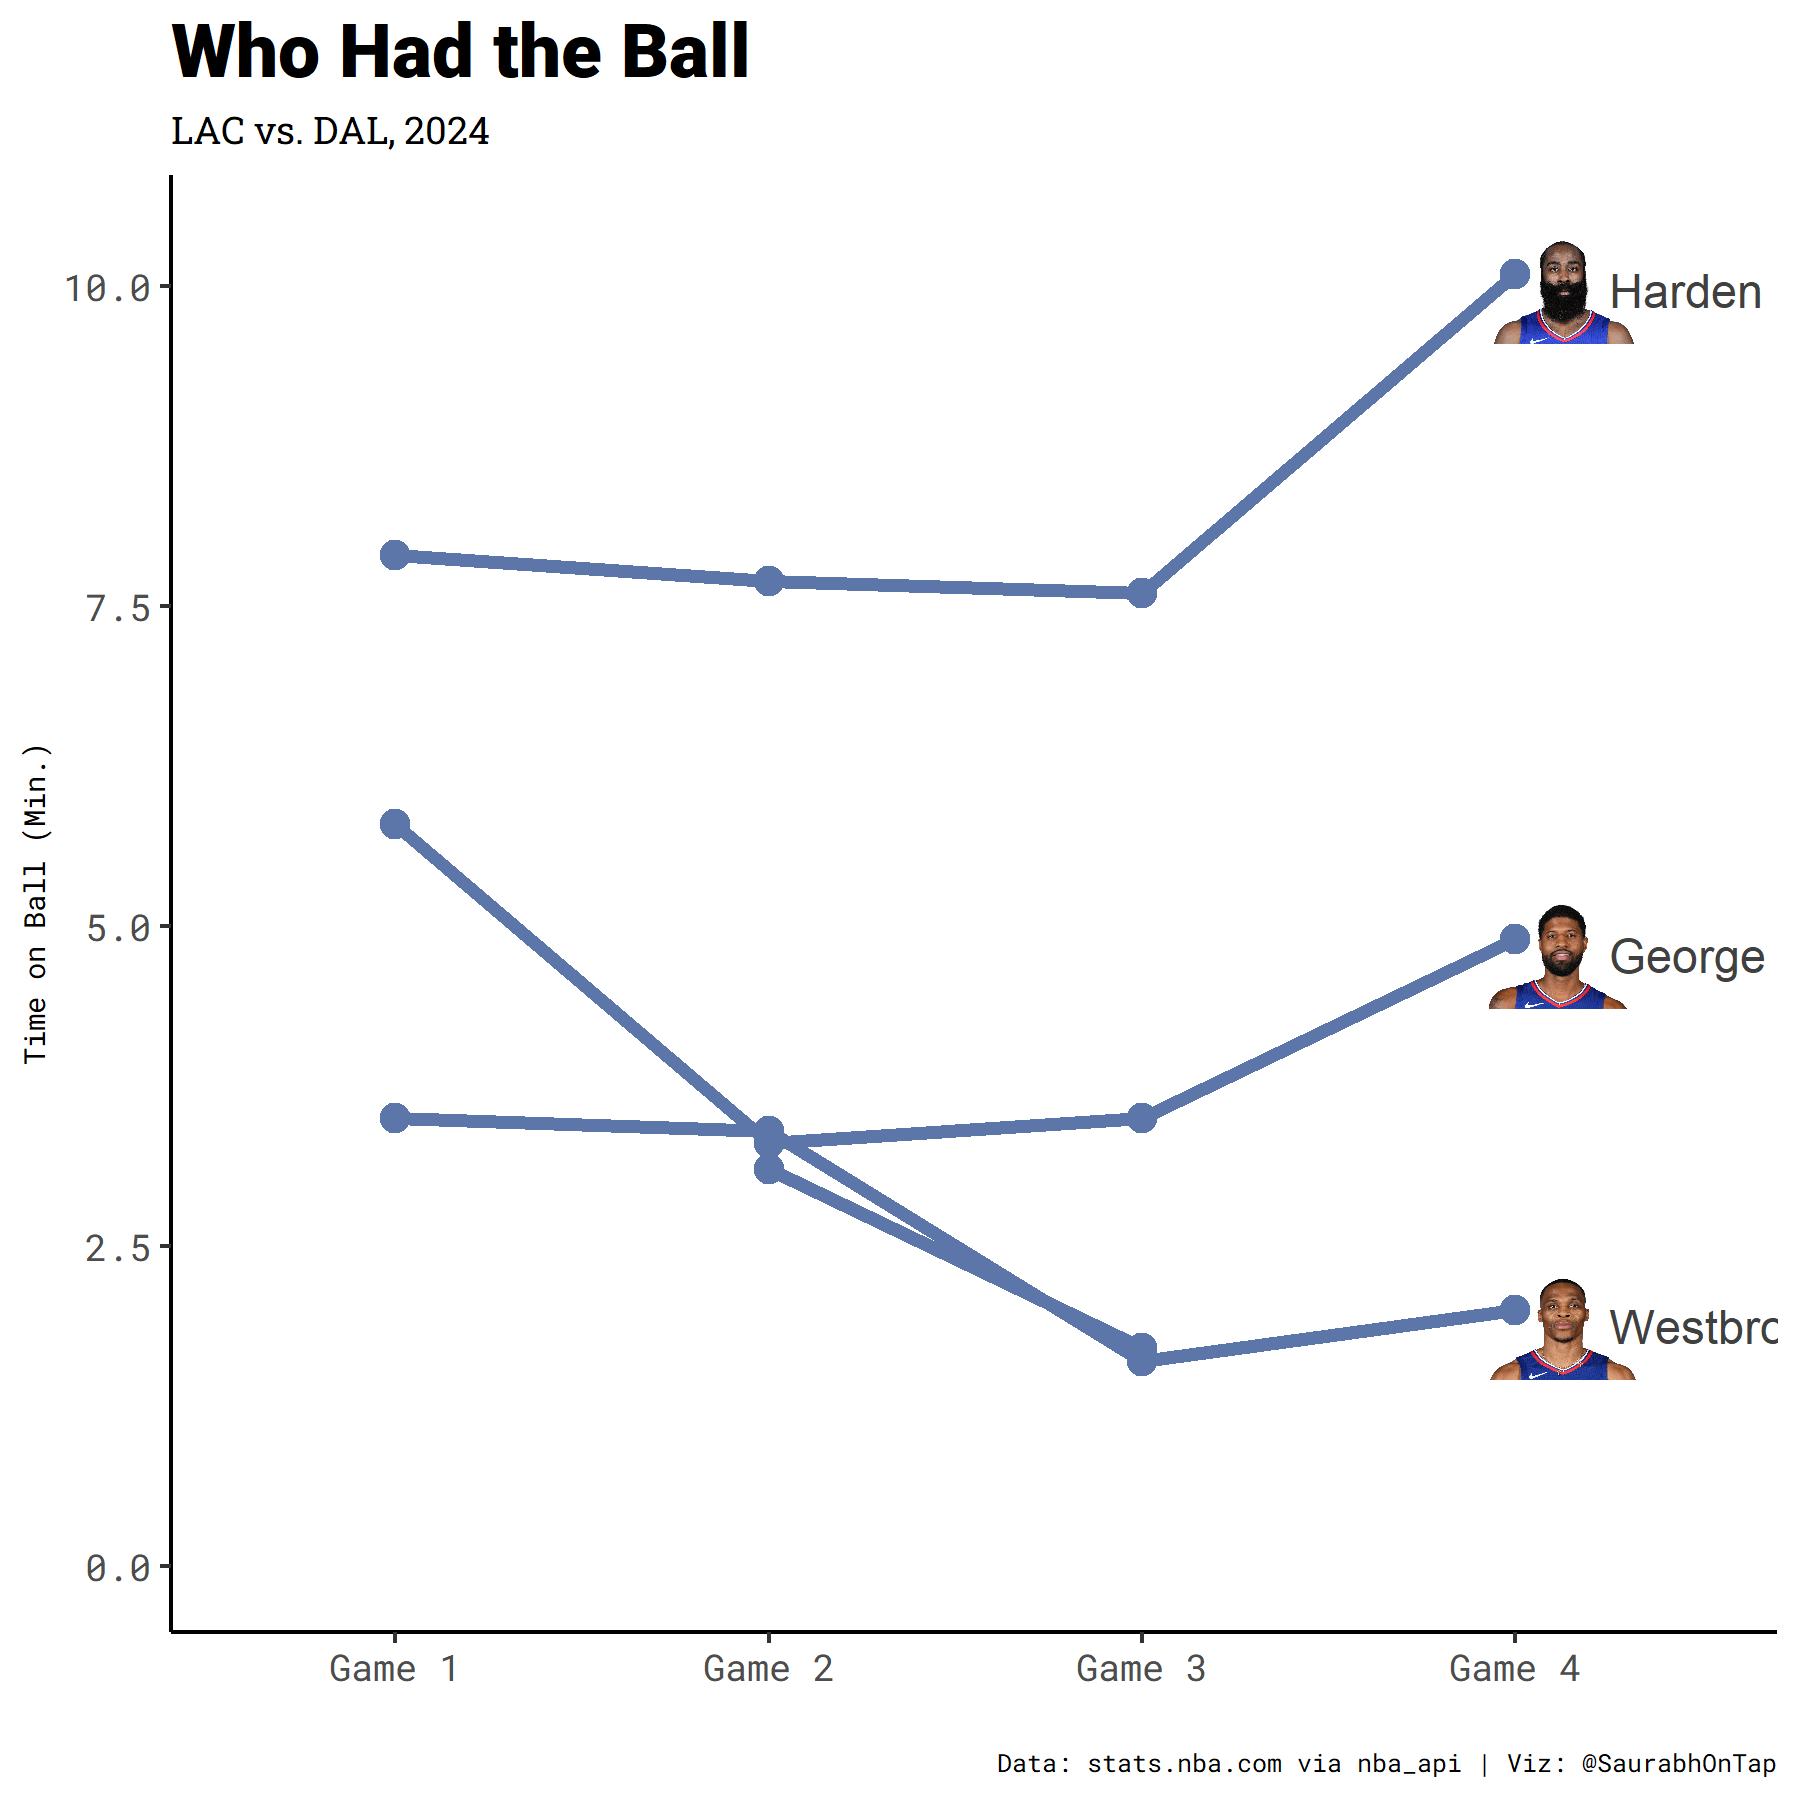 Who Had the Ball
LAC vs. DAL, 2024
Time on Ball (Min.)
10.0
7.5
5.0
2.5
0.0
Harden
George
Westbro
Game 1
Game 2
Game 3
Game 4
Data: stats.nba.com via nba_api | Viz: @SaurabhOnTap